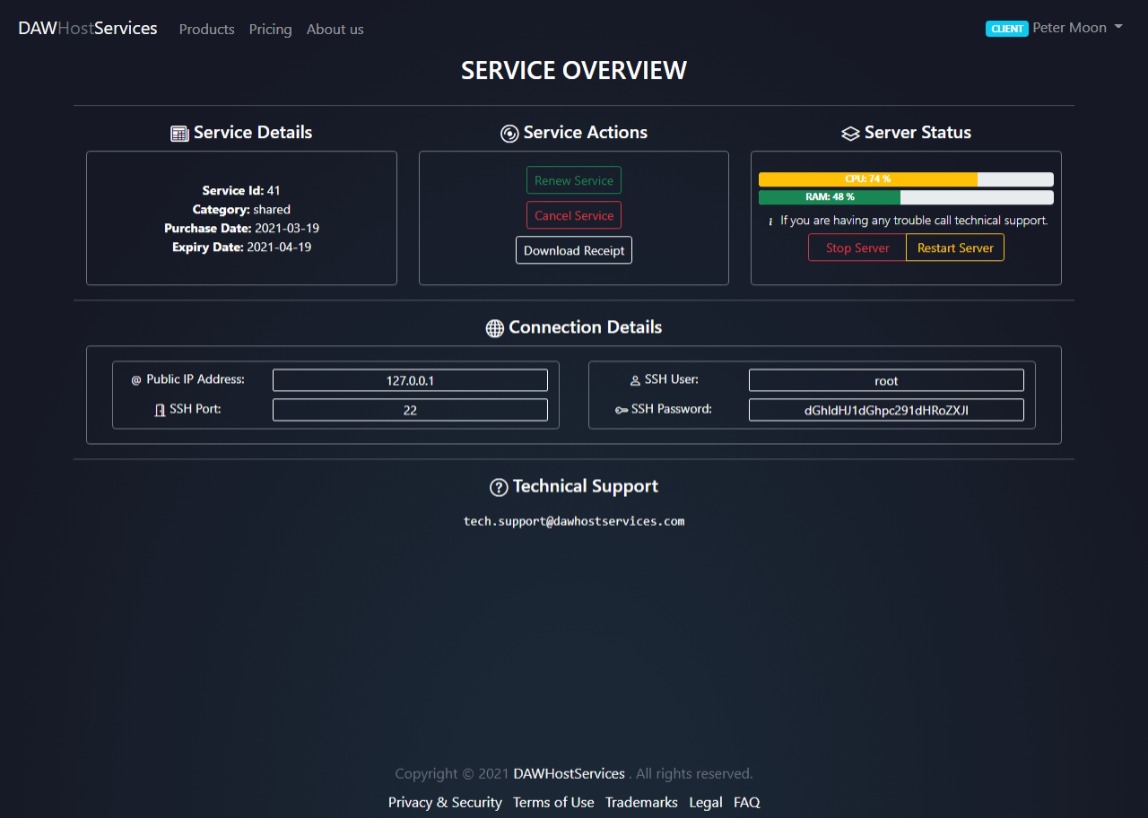 DAWHostServices Products Pricing About us CLIENT Peter Moon
SERVICE OVERVIEW
Service Details
Service Id: 41
Category: shared
Purchase Date: 2021-03-19
Expiry Date: 2021-04-19
Service Actions
Renew Service
Cancel Service
Download Receipt
Server Status
CPU: 74 %
RAM: 48 %
i If you are having any trouble call technical support.
Stop Server Restart Server
Connection Details
@ Public IP Address: 127.0.0.1
SSH Port: 22
SSH User: root
SSH Password: dGhldHJ1dGhpc291dHRoZXJl
Technical Support
tech.support@dawhostservices.com
Copyright © 2021 DAWHostServices . All rights reserved.
Privacy & Security Terms of Use Trademarks Legal FAQ